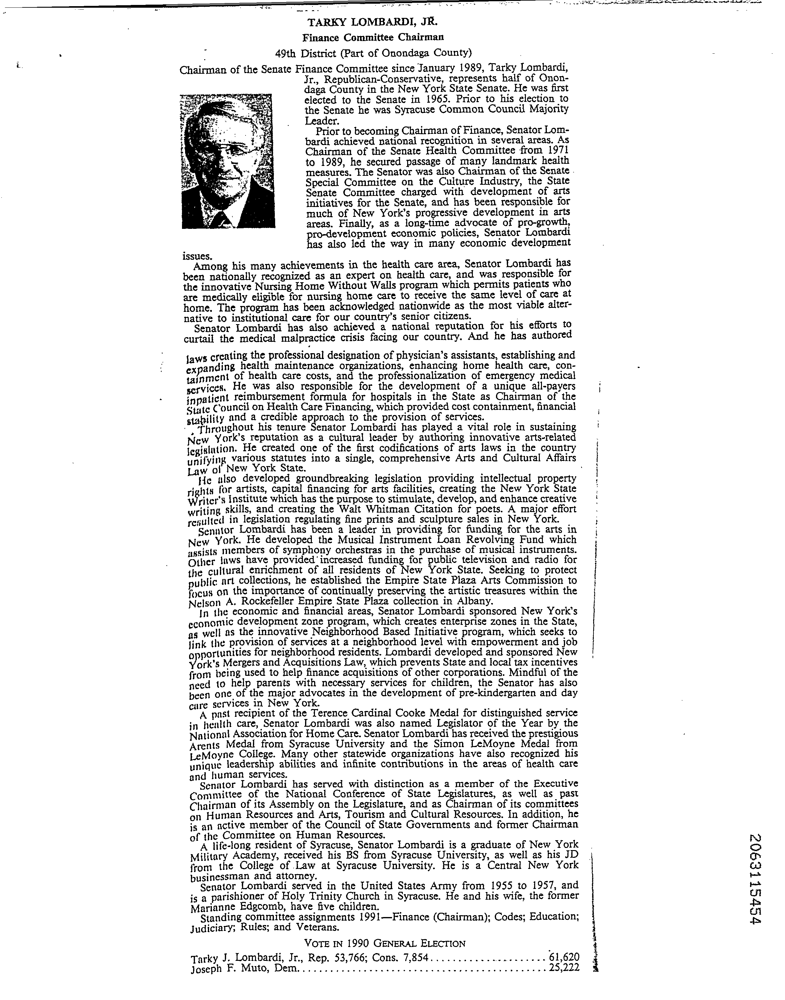 TARKY LOMBARDI, JR.
Finance Committee Chairman
49th District (Part of Onondaga County)
Chairman of the Senate Finance Committee since January 1989, Tarky Lombardi,
Jr., Republican-Conservative, represents half of Onon-
daga County in the New York State Senate. He was first
elected to the Senate in 1965. Prior to his election to
the Senate he was Syracuse Common Council Majority
Leader.
Prior to becoming Chairman of Finance, Senator Lom-
bardi achieved national recognition in several areas. As
Chairman of the Senate Health Committee from 1971
to 1989, he secured passage of many landmark health
measures. The Senator was also Chairman of the Senate
Special Committee on the Culture Industry, the State
Senate Committee charged with development of arts
initiatives for the Senate, and has been responsible for
much of New York's progressive development in arts
areas. Finally, as a long-time advocate of pro-growth,
pro-development economic policies, Senator Lombardi
has also led the way in many economic development
issues.
Among his many achievements in the health care area, Senator Lombardi has
been nationally recognized as an expert on health care, and was responsible for
the innovative Nursing Home Without Walls program which permits patients who
are medically eligible for nursing home care to receive the same level of care at
home. The program has been acknowledged nationwide as the most viable alter-
native to institutional care for our country's senior citizens.
Senator Lombardi has also achieved a national reputation for his efforts to
curtail the medical malpractice crisis facing our country. And he has authored
laws creating the professional designation of physician's assistants, establishing and
expanding health maintenance organizations, enhancing home health care, con-
tainment of health care costs, and the professionalization of emergency medical
services. He was also responsible for the development of a unique all-payers
inpatient reimbursement formula for hospitals in the State as Chairman of the
State Council on Health Care Financing, which provided cost containment, financial
stability and a credible approach to the provision of services.
Throughout his tenure Senator Lombardi has played a vital role in sustaining
New York's reputation as a cultural leader by authoring innovative arts-related
legislation. He created one of the first codifications of arts laws in the country
unifying various statutes into a single, comprehensive Arts and Cultural Affairs
Law of New York State.
He also developed groundbreaking legislation providing intellectual property
rights for artists, capital financing for arts facilities, creating the New York State
Writer's Institute which has the purpose to stimulate, develop, and enhance creative
writing skills, and creating the Walt Whitman Citation for poets. A major effort
resulted in legislation regulating fine prints and sculpture sales in New York.
Senator Lombardi has been a leader in providing for funding for the arts in
New York. He developed the Musical Instrument Loan Revolving Fund which
assists members of symphony orchestras in the purchase of musical instruments.
Other laws have provided increased funding for public television and radio for
the cultural enrichment of all residents of New York State. Seeking to protect
public art collections, he established the Empire State Plaza Arts Commission to
focus on the importance of continually preserving the artistic treasures within the
Nelson A. Rockefeller Empire State Plaza collection in Albany.
In the economic and financial areas, Senator Lombardi sponsored New York's
economic development zone program, which creates enterprise zones in the State,
as well as the innovative Neighborhood Based Initiative program, which seeks to
link the provision of services at a neighborhood level with empowerment and job
opportunities for neighborhood residents. Lombardi developed and sponsored New
York's Mergers and Acquisitions Law, which prevents State and local tax incentives
from being used to help finance acquisitions of other corporations. Mindful of the
need to help parents with necessary services for children, the Senator has also
been one of the major advocates in the development of pre-kindergarten and day
care services in New York.
A past recipient of the Terence Cardinal Cooke Medal for distinguished service
in health care, Senator Lombardi was also named Legislator of the Year by the
National Association for Home Care. Senator Lombardi has received the prestigious
Arents Medal from Syracuse University and the Simon LeMoyne Medal from
LeMoyne College. Many other statewide organizations have also recognized his
unique leadership abilities and infinite contributions in the areas of health care
and human services.
Senator Lombardi has served with distinction as a member of the Executive
Committee of the National Conference of State Legislatures, as well as past
Chairman of its Assembly on the Legislature, and as Chairman of its committees
on Human Resources and Arts, Tourism and Cultural Resources. In addition, he
is an active member of the Council of State Governments and former Chairman
of the Committee on Human Resources.
A life-long resident of Syracuse, Senator Lombardi is a graduate of New York
Military Academy, received his BS from Syracuse University, as well as his JD
from the College of Law at Syracuse University. He is a Central New York
businessman and attorney.
Senator Lombardi served in the United States Army from 1955 to 1957, and
is a parishioner of Holy Trinity Church in Syracuse. He and his wife, the former
Marianne Edgcomb, have five children.
Standing committee assignments 1991—Finance (Chairman); Codes; Education;
Judiciary; Rules; and Veterans.
VOTE IN 1990 GENERAL ELECTION
Tarky J. Lombardi, Jr., Rep. 53,766; Cons. 7,854.....................61,620
Joseph F. Muto, Dem.............................................25,222
2063115454